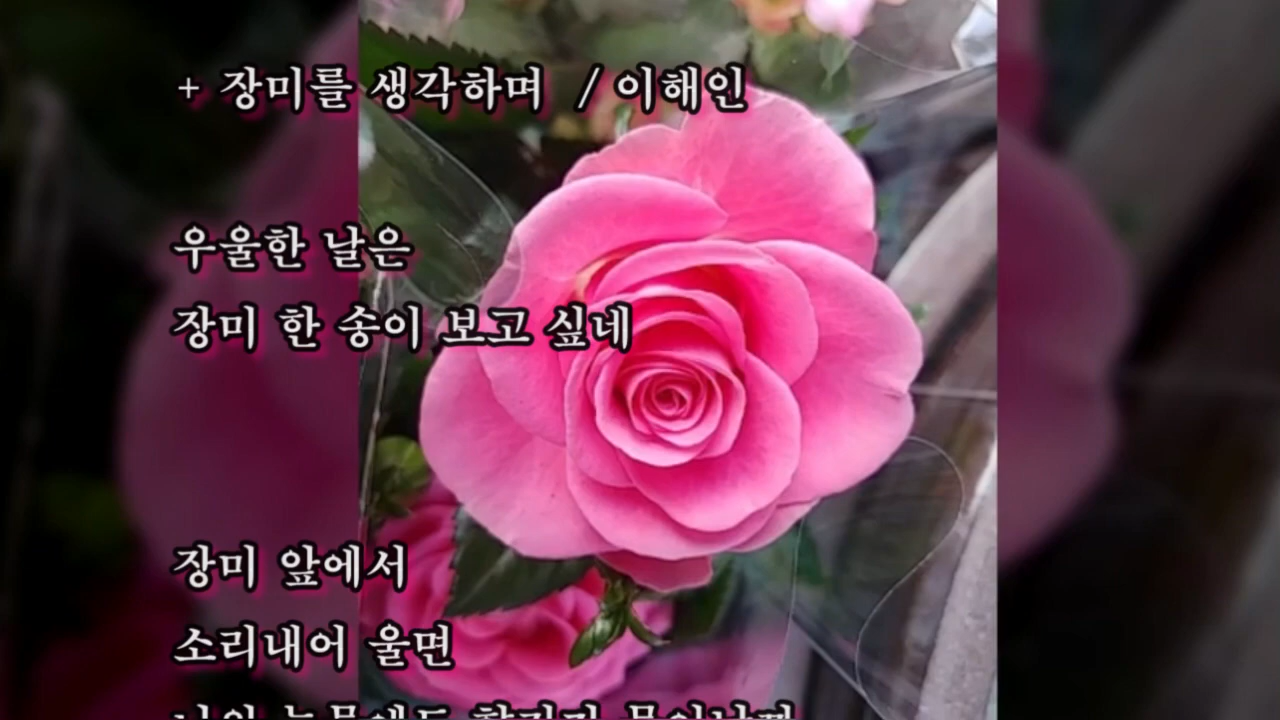 + 장미를 생각하며 / 이해인
우울한 날은
장미 한 송이 보고 싶네
장미 앞에서
소리내어 울면